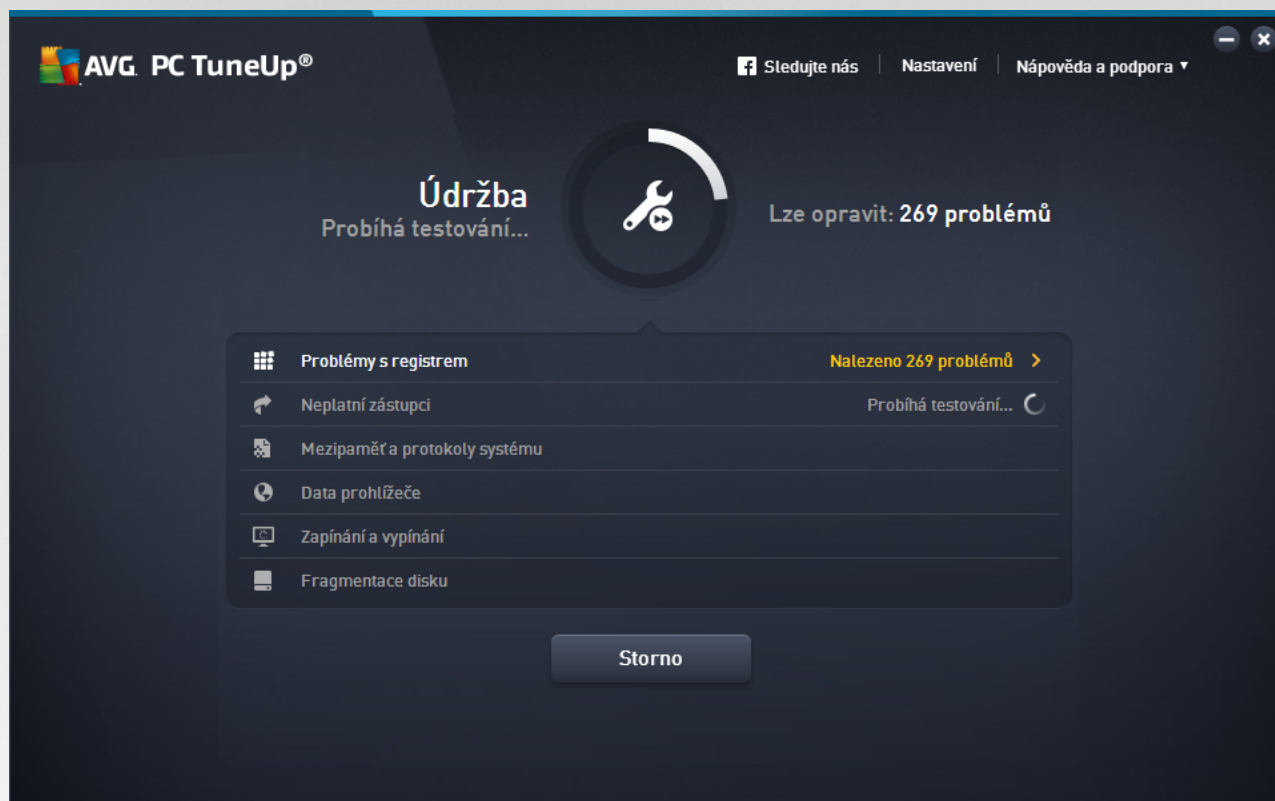 AVG. PC TuneUp®
Sledujte nás
Nastavení
Nápověda a podpora
Údržba
Probíhá testování...
Lze opravit: 269 problémů
Problémy s registrem
Nalezeno 269 problémů
Neplatní zástupci
Probíhá testování...
Mezipaměť a protokoly systému
Data prohlížeče
Zapínání a vypínání
Fragmentace disku
Storno